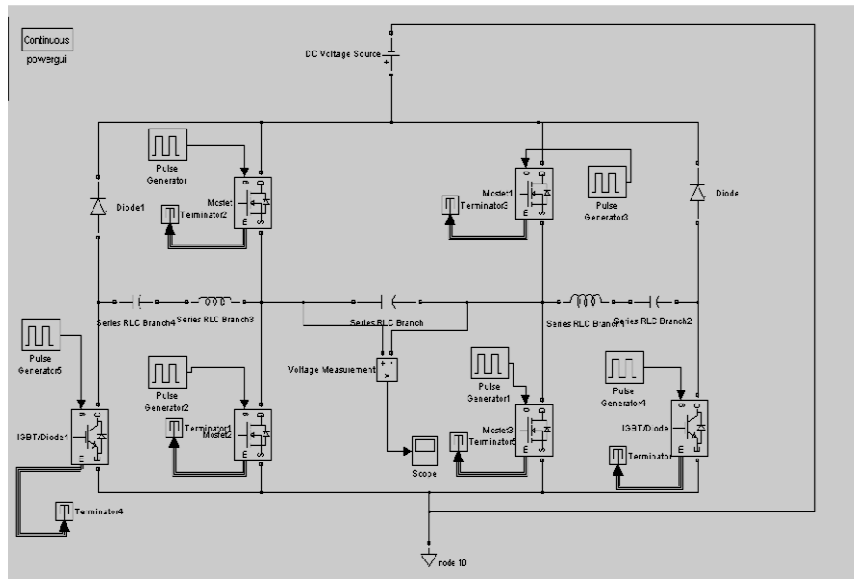 Continuous
powergui
DC Voltage Source
+
Pulse
Generator
Mosfet
Terminator2
Diode1
Mosfet1
Terminator3
Pulse
Generator3
Diode
Series RLC Branch4
Series RLC Branch3
Series RLC Branch
Series RLC Branch1
Series RLC Branch2
Pulse
Generator5
Pulse
Generator2
Voltage Measurement
+ -
v
Pulse
Generator1
Pulse
Generator4
IGBT/Diode1
Terminator1
Mosfet2
Mosfet3
Terminator5
IGBT/Diode
Terminator
Scope
Terminator4
node 10